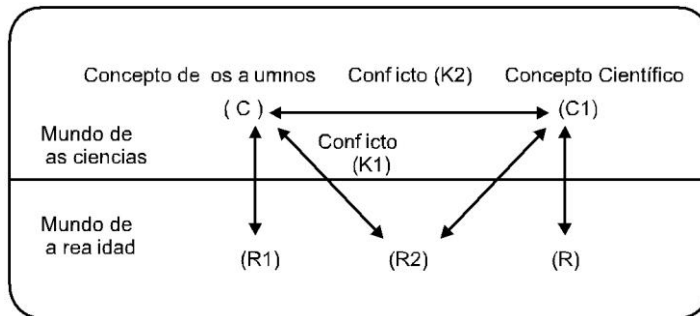 Concepto de os a umnos Conf icto (K2) Concepto Científico
( C ) (C1)
Mundo de
as ciencias
Conf icto
(K1)
Mundo de
a rea idad
(R1) (R2) (R)